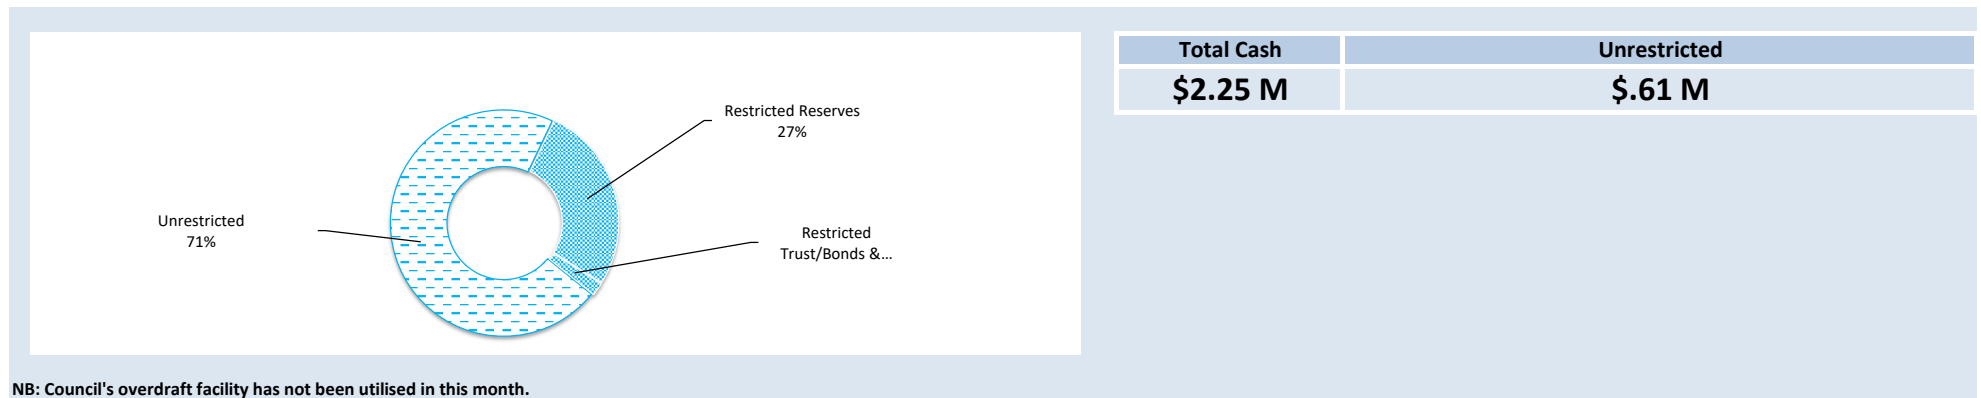 Restricted Reserves
27%
Unrestricted
71%
Restricted
Trust/Bonds &...
Total Cash
Unrestricted
$2.25 M
$.61 M
NB: Council's overdraft facility has not been utilised in this month.